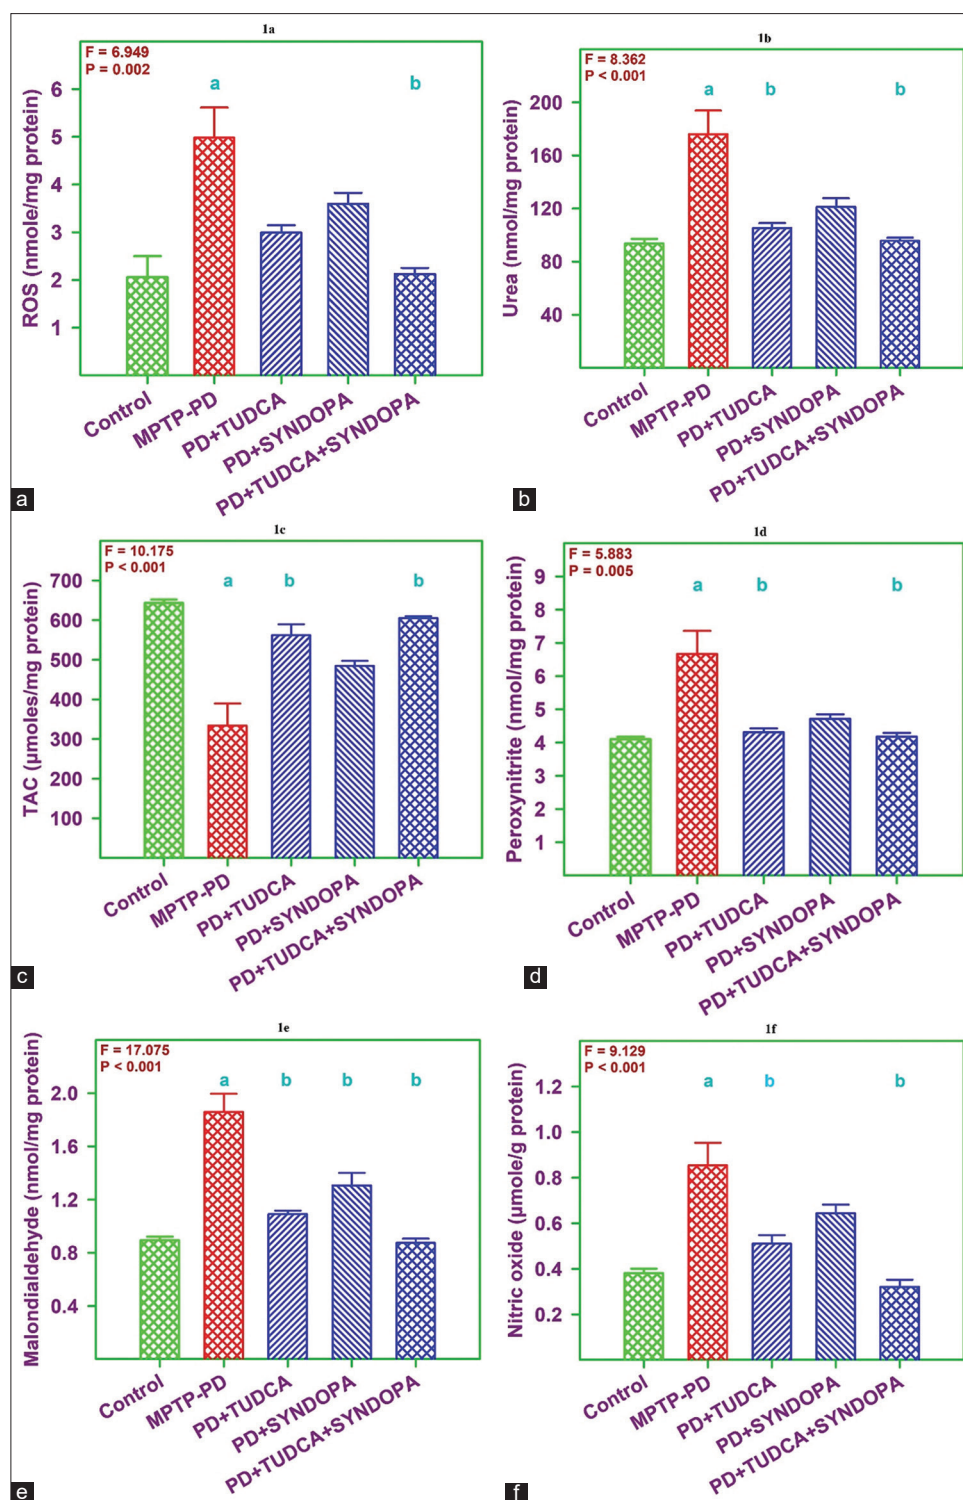 1a
F = 6.949
P = 0.002
a
b
ROS (nmole/mg protein)
6
5
4
3
2
1
Control
MPTP-PD
PD+TUDCA
PD+SYNDOPA
PD+TUDCA+SYNDOPA
a
1b
F = 8.362
P < 0.001
a
b
b
Urea (nmol/mg protein)
200
160
120
80
40
Control
MPTP-PD
PD+TUDCA
PD+SYNDOPA
PD+TUDCA+SYNDOPA
b
1c
F = 10.175
P < 0.001
a
b
b
TAC (µmoles/mg protein)
700
600
500
400
300
200
100
Control
MPTP-PD
PD+TUDCA
PD+SYNDOPA
PD+TUDCA+SYNDOPA
c
1d
F = 5.883
P = 0.005
a
b
b
Peroxynitrite (nmol/mg protein)
9
8
7
6
5
4
3
2
1
Control
MPTP-PD
PD+TUDCA
PD+SYNDOPA
PD+TUDCA+SYNDOPA
d
1e
F = 17.075
P < 0.001
a
b
b
b
Malondialdehyde (nmol/mg protein)
2.0
1.6
1.2
0.8
0.4
Control
MPTP-PD
PD+TUDCA
PD+SYNDOPA
PD+TUDCA+SYNDOPA
e
1f
F = 9.129
P < 0.001
a
b
b
Nitric oxide (µmole/g protein)
1.2
1.0
0.8
0.6
0.4
0.2
Control
MPTP-PD
PD+TUDCA
PD+SYNDOPA
PD+TUDCA+SYNDOPA
f